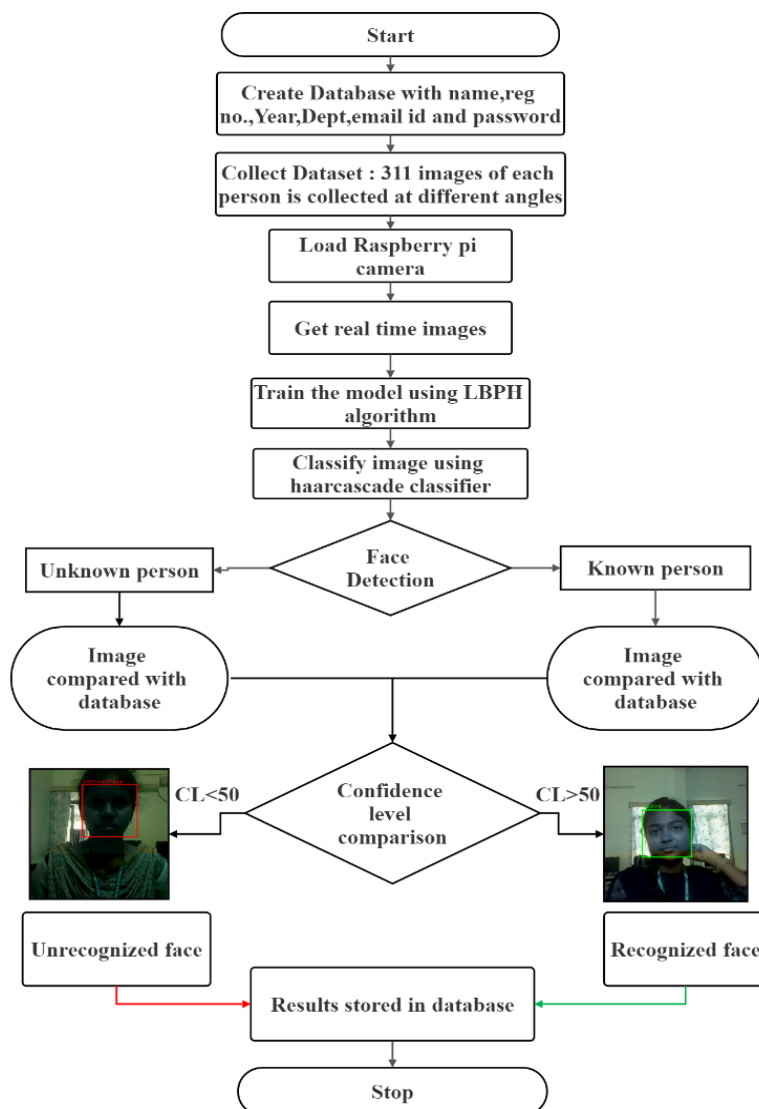 Start
Create Database with name,reg
no.,Year,Dept,email id and password
Collect Dataset : 311 images of each
person is collected at different angles
Load Raspberry pi
camera
Get real time images
Train the model using LBPH
algorithm
Classify image using
haarcascade classifier
Face
Detection
Unknown person
Known person
Image
compared with
database
Image
compared with
database
Confidence
level
comparison
CL<50
CL>50
Unrecognized face
Recognized face
Results stored in database
Stop